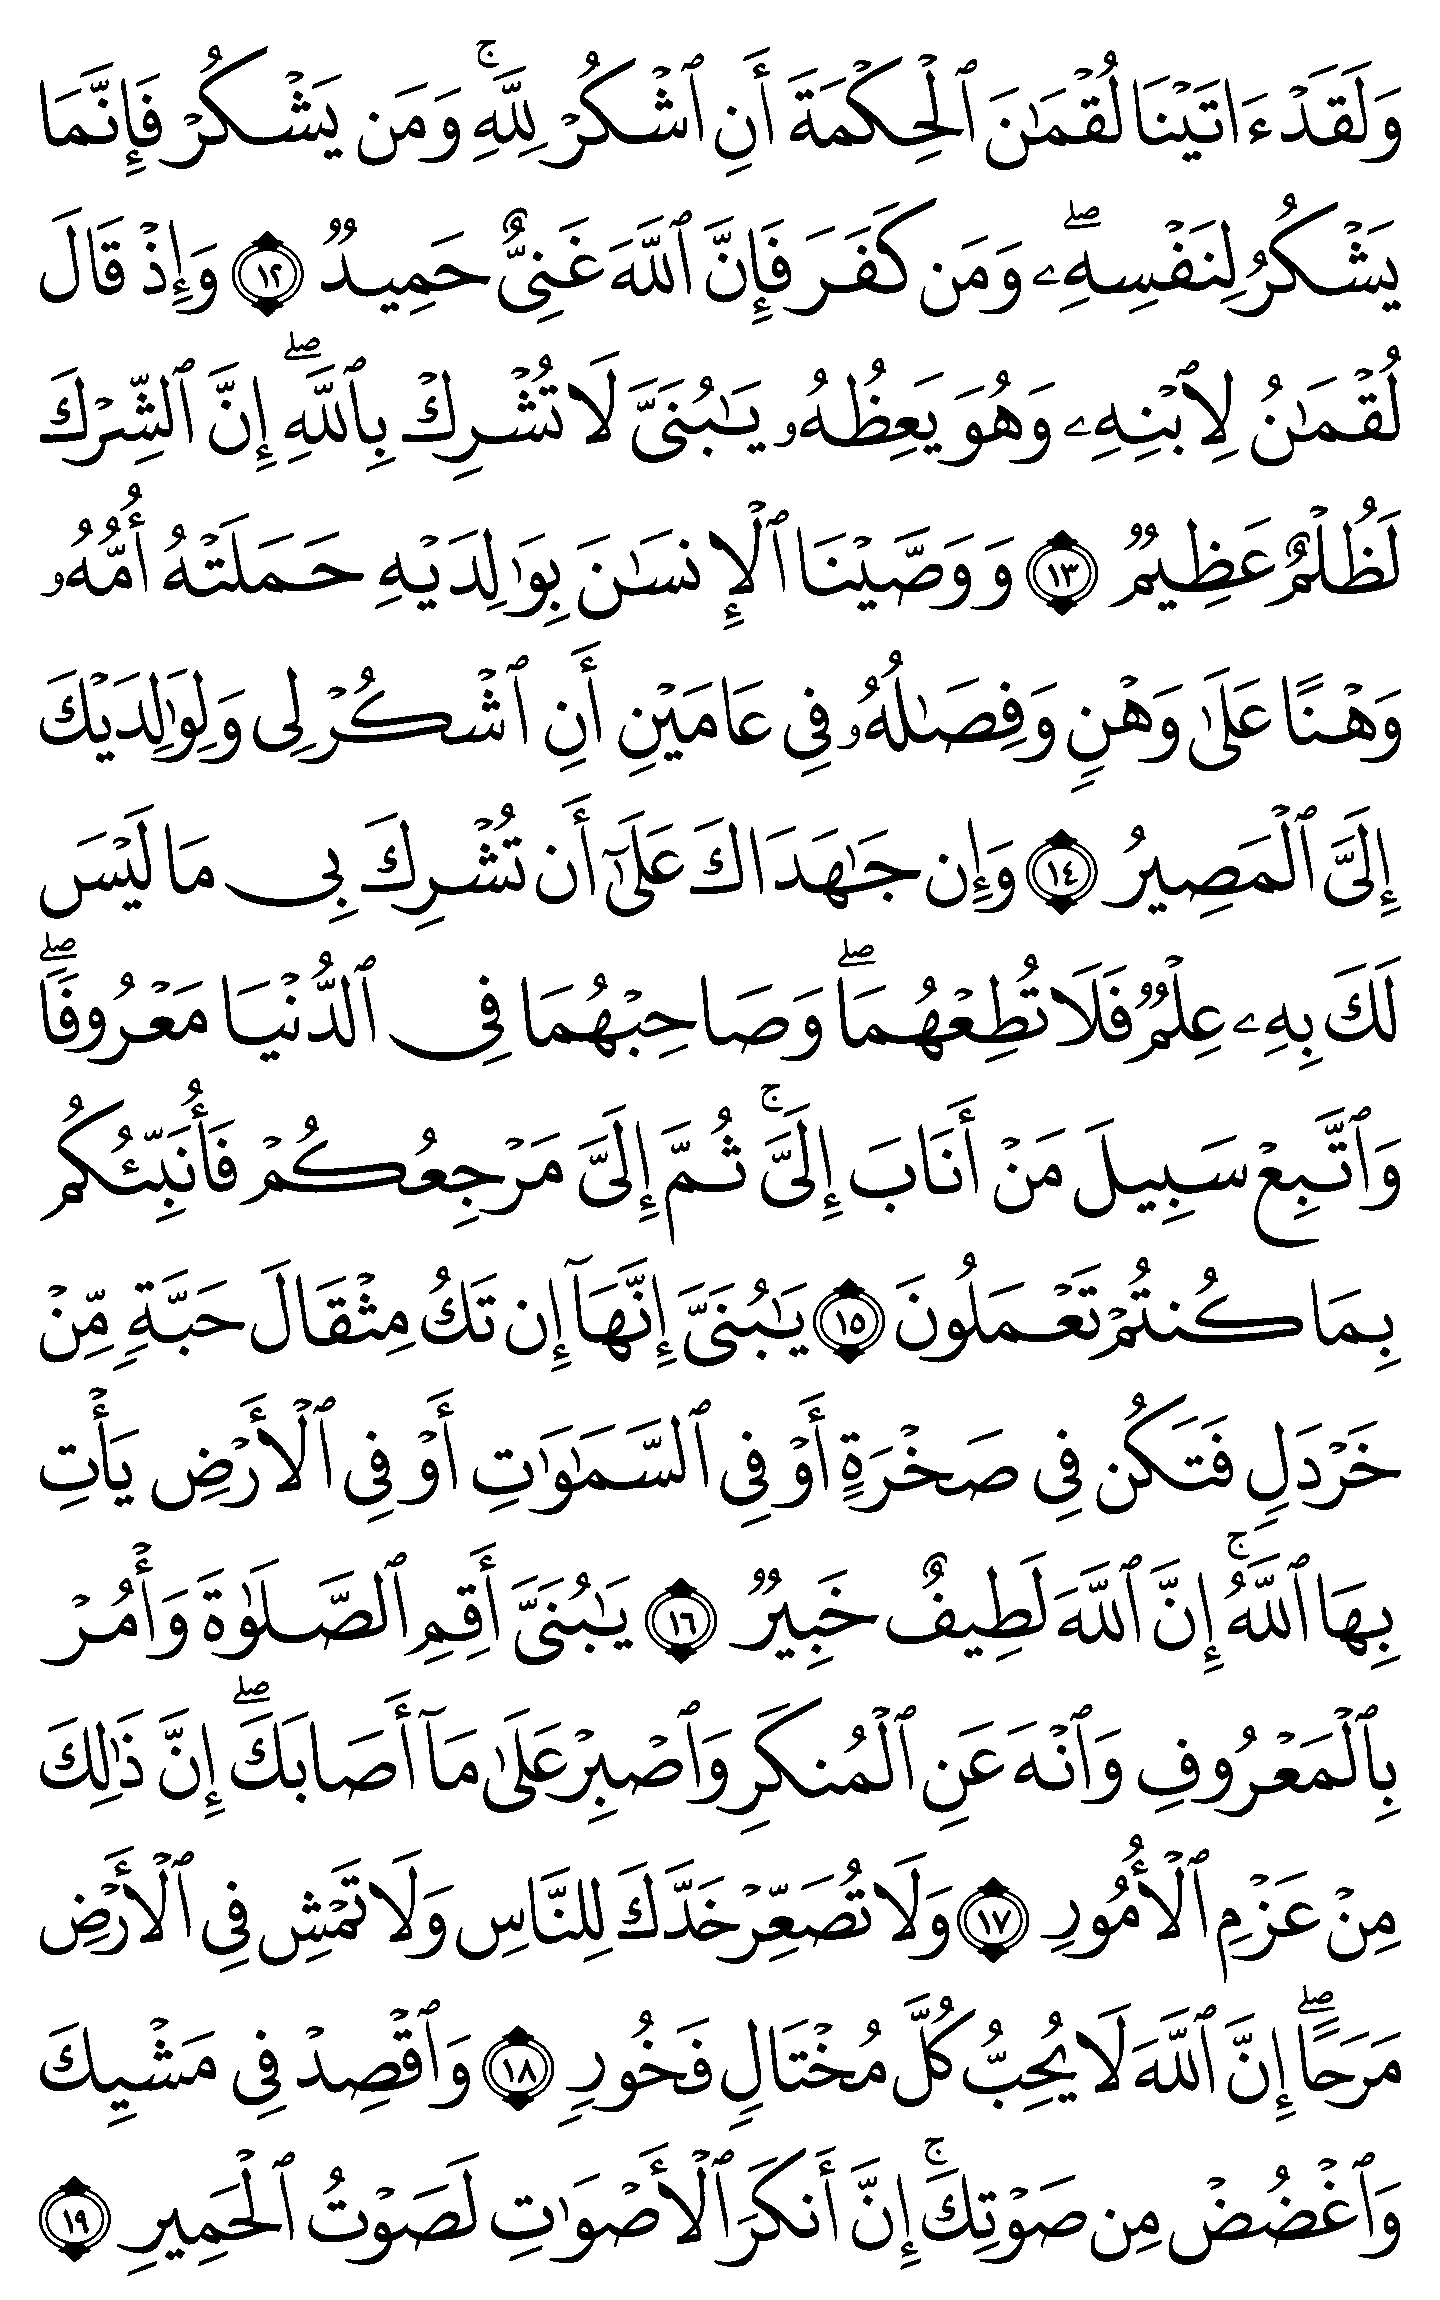 وَلَقَدْ ءَاتَيْنَا لُقْمَـٰنَ ٱلْحِكْمَةَ أَنِ ٱشْكُرْ لِلَّهِ ۚ وَمَن يَشْكُرْ فَإِنَّمَا
يَشْكُرُ لِنَفْسِهِۦ ۖ وَمَن كَفَرَ فَإِنَّ ٱللَّهَ غَنِىٌّ حَمِيدٌ ١٢ وَإِذْ قَالَ
لُقْمَـٰنُ لِٱبْنِهِۦ وَهُوَ يَعِظُهُۥ يَـٰبُنَىَّ لَا تُشْرِكْ بِٱللَّهِ ۖ إِنَّ ٱلشِّرْكَ
لَظُلْمٌ عَظِيمٌ ١٣ وَوَصَّيْنَا ٱلْإِنسَـٰنَ بِوَٰلِدَيْهِ حَمَلَتْهُ أُمُّهُۥ
وَهْنًا عَلَىٰ وَهْنٍ وَفِصَـٰلُهُۥ فِى عَامَيْنِ أَنِ ٱشْكُرْ لِى وَلِوَٰلِدَيْكَ
إِلَىَّ ٱلْمَصِيرُ ١٤ وَإِن جَـٰهَدَاكَ عَلَىٰٓ أَن تُشْرِكَ بِى مَا لَيْسَ
لَكَ بِهِۦ عِلْمٌ فَلَا تُطِعْهُمَا ۖ وَصَاحِبْهُمَا فِى ٱلدُّنْيَا مَعْرُوفًا ۖ
وَٱتَّبِعْ سَبِيلَ مَنْ أَنَابَ إِلَىَّ ۚ ثُمَّ إِلَىَّ مَرْجِعُكُمْ فَأُنَبِّئُكُم
بِمَا كُنتُمْ تَعْمَلُونَ ١٥ يَـٰبُنَىَّ إِنَّهَآ إِن تَكُ مِثْقَالَ حَبَّةٍ مِّنْ
خَرْدَلٍ فَتَكُن فِى صَخْرَةٍ أَوْ فِى ٱلسَّمَـٰوَٰتِ أَوْ فِى ٱلْأَرْضِ يَأْتِ
بِهَا ٱللَّهُ ۚ إِنَّ ٱللَّهَ لَطِيفٌ خَبِيرٌ ١٦ يَـٰبُنَىَّ أَقِمِ ٱلصَّلَوٰةَ وَأْمُرْ
بِٱلْمَعْرُوفِ وَٱنْهَ عَنِ ٱلْمُنكَرِ وَٱصْبِرْ عَلَىٰ مَآ أَصَابَكَ ۖ إِنَّ ذَٰلِكَ
مِنْ عَزْمِ ٱلْأُمُورِ ١٧ وَلَا تُصَعِّرْ خَدَّكَ لِلنَّاسِ وَلَا تَمْشِ فِى ٱلْأَرْضِ
مَرَحًا ۖ إِنَّ ٱللَّهَ لَا يُحِبُّ كُلَّ مُخْتَالٍ فَخُورٍ ١٨ وَٱقْصِدْ فِى مَشْيِكَ
وَٱغْضُضْ مِن صَوْتِكَ ۚ إِنَّ أَنكَرَ ٱلْأَصْوَٰتِ لَصَوْتُ ٱلْحَمِيرِ ١٩